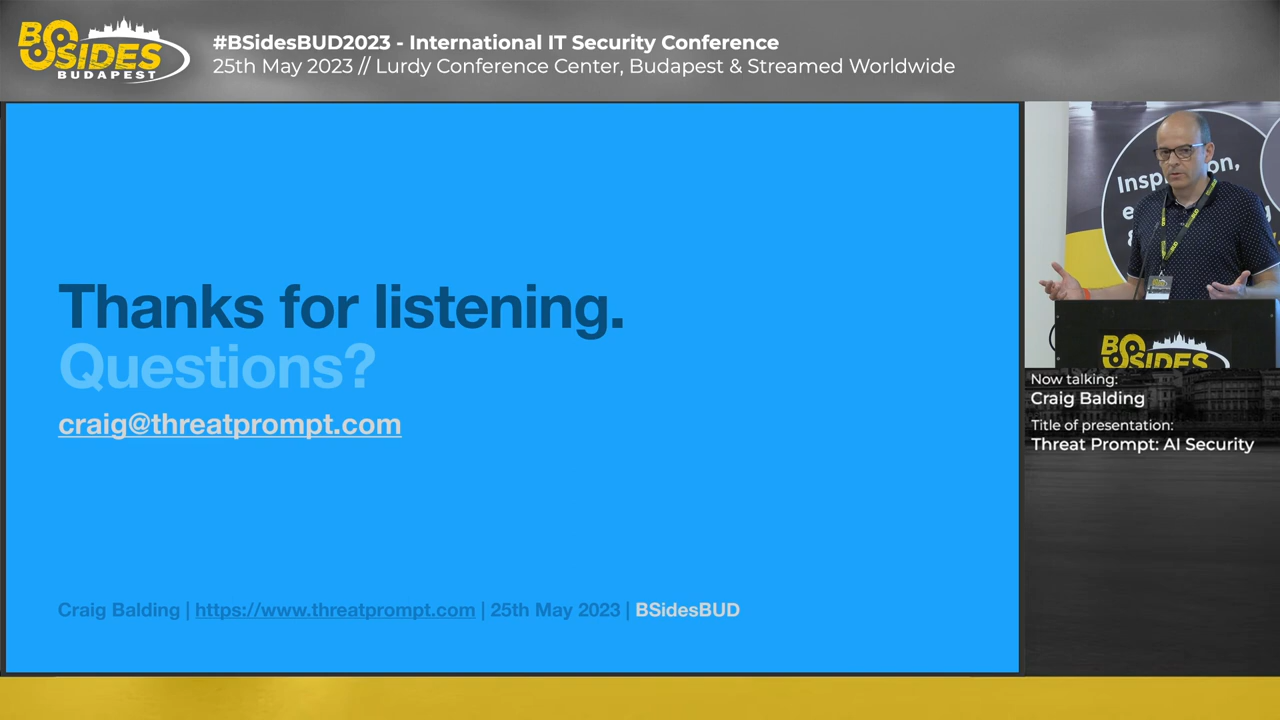 BSIDES
BUDAPEST
#BSidesBUD2023 - International IT Security Conference
25th May 2023 // Lurdy Conference Center, Budapest & Streamed Worldwide
Thanks for listening.
Questions?
craig@threatprompt.com
Craig Balding | https://www.threatprompt.com | 25th May 2023 | BSidesBUD
BSIDES
Now talking:
Craig Balding
Title of presentation:
Threat Prompt: AI Security